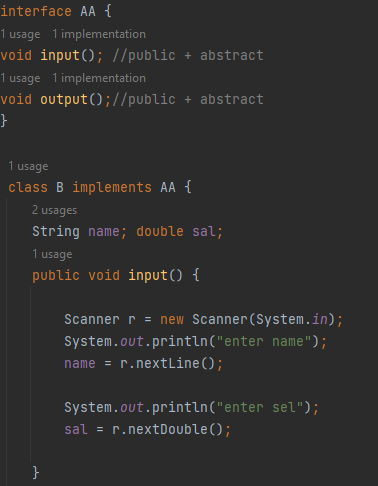 interface AA {
1 usage   1 implementation
void input(); //public + abstract
1 usage   1 implementation
void output();//public + abstract
}
1 usage
class B implements AA {
2 usages
String name; double sal;
1 usage
public void input() {
Scanner r = new Scanner(System.in);
System.out.println("enter name");
name = r.nextLine();
System.out.println("enter sel");
sal = r.nextDouble();
}